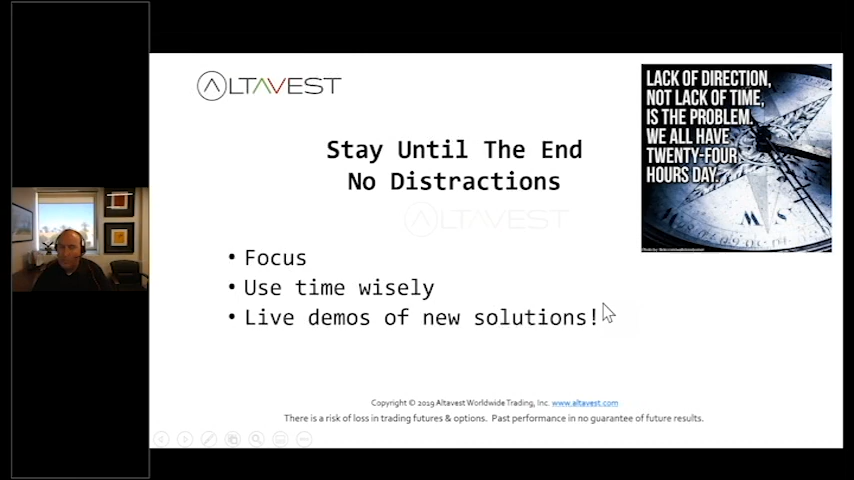 ALTAVEST
LACK OF DIRECTION,
NOT LACK OF TIME,
IS THE PROBLEM.
WE ALL HAVE
TWENTY-FOUR
HOURS DAY.
Stay Until The End
No Distractions
ALTAVEST
• Focus
• Use time wisely
• Live demos of new solutions!
Copyright © 2019 Altavest Worldwide Trading, Inc. www.altavest.com
There is a risk of loss in trading futures & options. Past performance in no guarantee of future results.